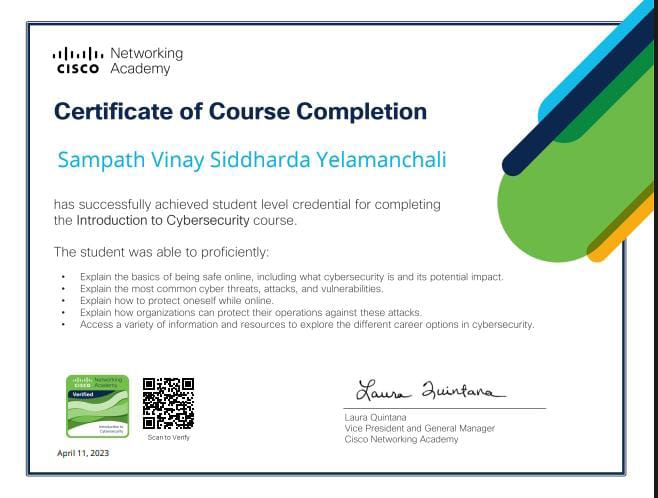 Networking
CISCO Academy
Certificate of Course Completion
Sampath Vinay Siddharda Yelamanchali
has successfully achieved student level credential for completing
the Introduction to Cybersecurity course.
The student was able to proficiently:
• Explain the basics of being safe online, including what cybersecurity is and its potential impact.
• Explain the most common cyber threats, attacks, and vulnerabilities.
• Explain how to protect oneself while online.
• Explain how organizations can protect their operations against these attacks.
• Access a variety of information and resources to explore the different career options in cybersecurity.
CISCO Networking Academy
Verified
Introduction to
Cybersecurity
Scan to Verify
April 11, 2023
Laura Quintana
Laura Quintana
Vice President and General Manager
Cisco Networking Academy